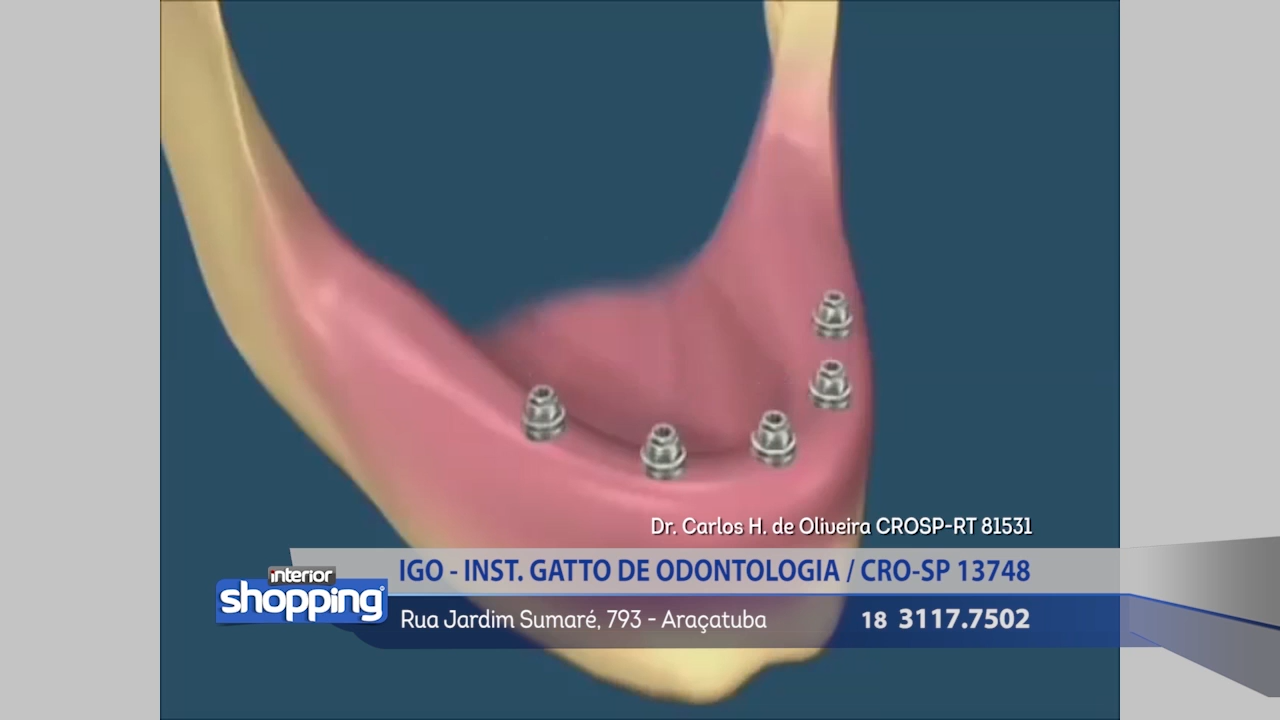 Dr. Carlos H. de Oliveira CROSP-RT 81531
IGO - INST. GATTO DE ODONTOLOGIA / CRO-SP 13748
interior
shopping
Rua Jardim Sumaré, 793 - Araçatuba
18 3117.7502